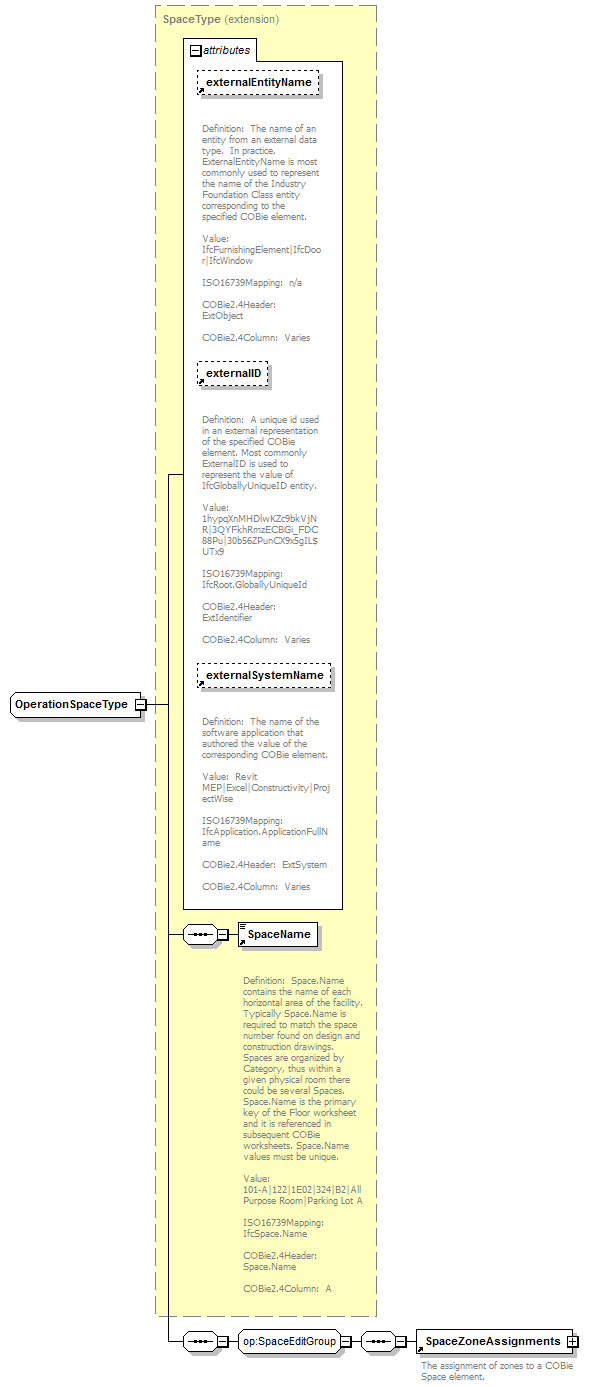 SpaceType (extension)
attributes
externalEntityName
Definition:  The name of an
entity from an external data
type.  In practice,
ExternalEntityName is most
commonly used to represent
the name of the Industry
Foundation Class entity
corresponding to the
specified COBie element.
Value:
IfcFurnishingElement|IfcDoo
r|IfcWindow
ISO16739Mapping:  n/a
COBie2.4Header:
ExtObject
COBie2.4Column:  Varies
externalID
Definition:  A unique id used
in an external representation
of the specified COBie
element. Most commonly
ExternalID is used to
represent the value of
IfcGloballyUniqueID entity.
Value:
1hypqXnMHDlwKZc9bkVjN
R|3QYFkhRmzECBGi_FDC
88Pu|30b56ZPunCX9x5gIL$
UTx9
ISO16739Mapping:
IfcRoot.GloballyUniqueId
COBie2.4Header:
ExtIdentifier
COBie2.4Column:  Varies
externalSystemName
OperationSpaceType
Definition:  The name of the
software application that
authored the value of the
corresponding COBie element.
Value:  Revit
MEP|Excel|Constructivity|Proj
ectWise
ISO16739Mapping:
IfcApplication.ApplicationFullN
ame
COBie2.4Header:  ExtSystem
COBie2.4Column:  Varies
SpaceName
Definition:  Space.Name
contains the name of each
horizontal area of the facility.
Typically Space.Name is
required to match the space
number found on design and
construction drawings.
Spaces are organized by
Category, thus within a
given physical room there
could be several Spaces.
Space.Name is the primary
key of the Floor worksheet
and it is referenced in
subsequent COBie
worksheets. Space.Name
values must be unique.
Value:
101-A|122|1E02|324|B2|All
Purpose Room|Parking Lot A
ISO16739Mapping:
IfcSpace.Name
COBie2.4Header:
Space.Name
COBie2.4Column:  A
op:SpaceEditGroup
SpaceZoneAssignments
The assignment of zones to a COBie
Space element.